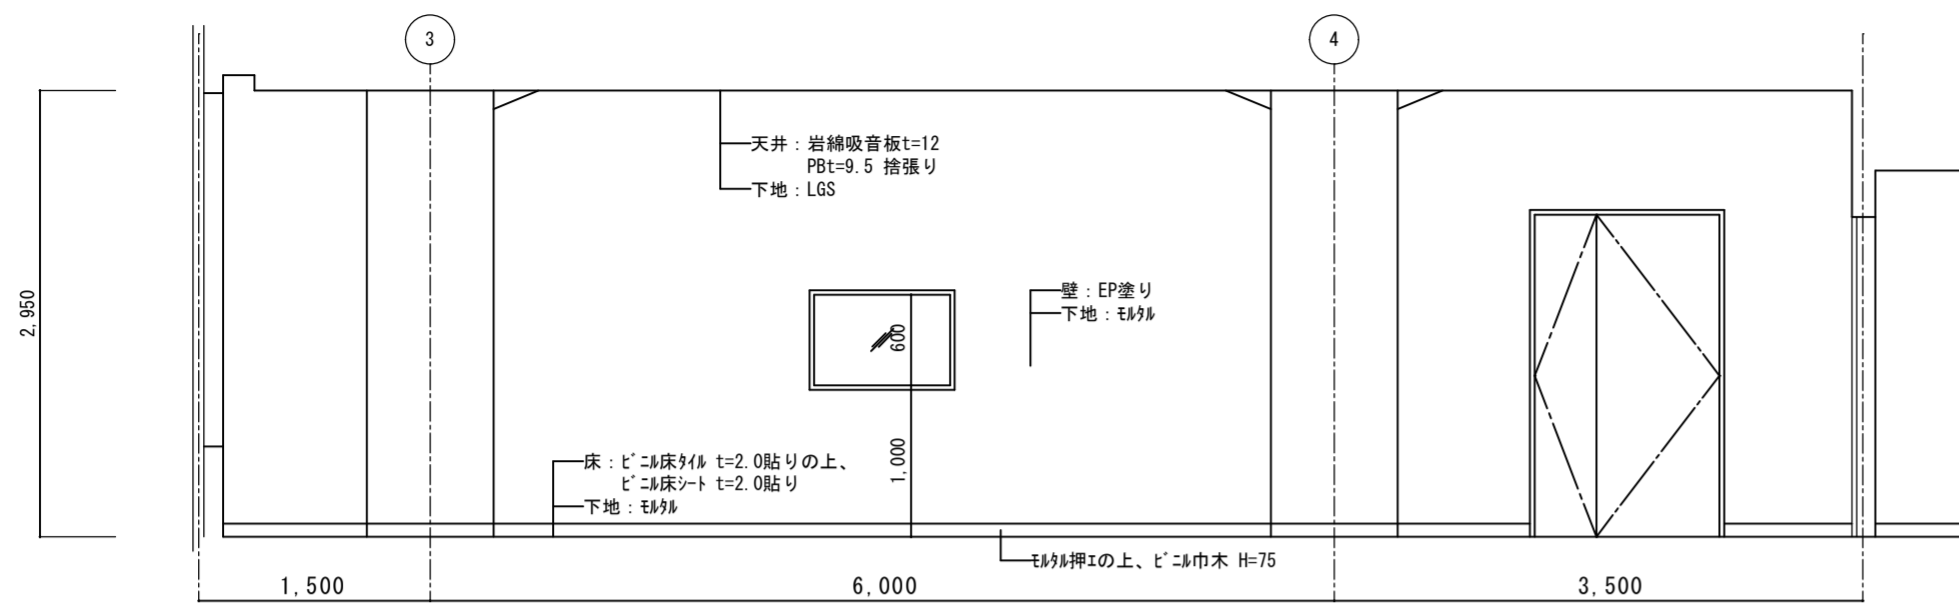 3
4
天井：岩綿吸音板t=12
PBt=9.5 捨張り
下地：LGS
2,950
壁：EP塗り
下地：ﾓﾙﾀﾙ
600
1,000
床：ﾋﾞﾆﾙ床ﾀｲﾙ t=2.0貼りの上、
ﾋﾞﾆﾙ床ｼｰﾄ t=2.0貼り
下地：ﾓﾙﾀﾙ
ﾓﾙﾀﾙ押ｴの上、ﾋﾞﾆﾙ巾木 H=75
1,500
6,000
3,500